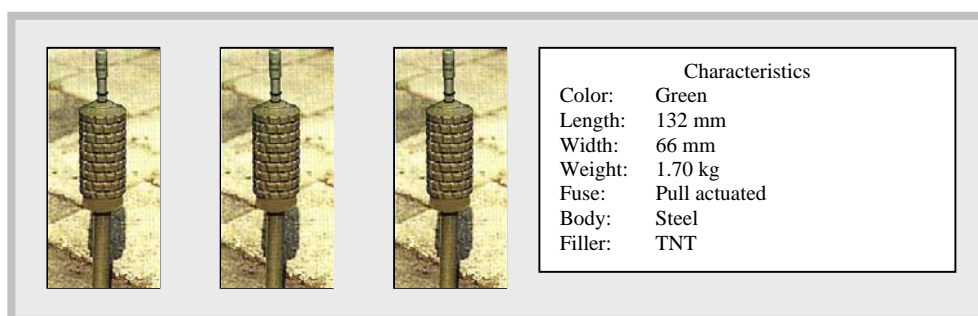 Characteristics
Color: Green
Length: 132 mm
Width: 66 mm
Weight: 1.70 kg
Fuse: Pull actuated
Body: Steel
Filler: TNT